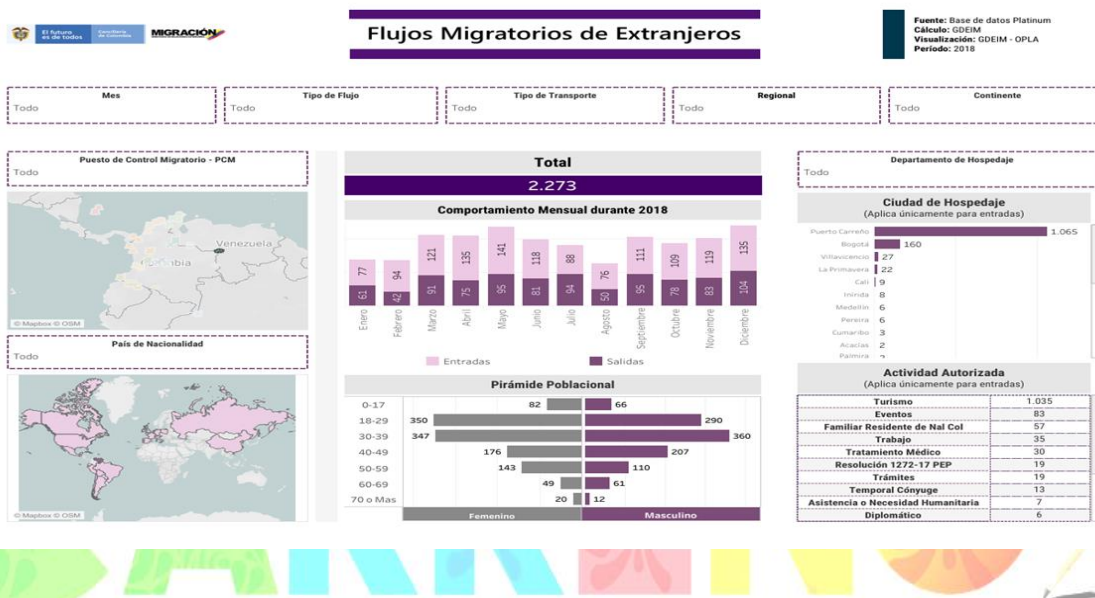 El futuro es de todos
Cancillería de Colombia
MIGRACIÓN
Flujos Migratorios de Extranjeros
Fuente: Base de datos Platinum
Cálculo: GDEIM
Visualización: GDEIM - OPLA
Período: 2018
Mes
Todo
Tipo de Flujo
Todo
Tipo de Transporte
Todo
Regional
Todo
Continente
Todo
Puesto de Control Migratorio - PCM
Todo
Venezuela
© Mapbox © OSM
País de Nacionalidad
Todo
© Mapbox © OSM
Total
2.273
Comportamiento Mensual durante 2018
77 94 121 135 141 118 88 76 111 109 119 135
61 42 91 75 95 81 94 50 95 78 83 104
Enero Febrero Marzo Abril Mayo Junio Julio Agosto Septiembre Octubre Noviembre Diciembre
Entradas Salidas
Pirámide Poblacional
0-17 82 66
18-29 350 290
30-39 347 360
40-49 176 207
50-59 143 110
60-69 49 61
70 o Mas 20 12
Femenino Masculino
Departamento de Hospedaje
Todo
Ciudad de Hospedaje
(Aplica únicamente para entradas)
Puerto Carreño 1.065
Bogotá 160
Villavicencio 27
La Primavera 22
Cali 9
Inírida 8
Medellín 6
Pereira 6
Cumaribo 3
Acacías 2
Palmira
Actividad Autorizada
(Aplica únicamente para entradas)
Turismo 1.035
Eventos 83
Familiar Residente de Nal Col 57
Trabajo 35
Tratamiento Médico 30
Resolución 1272-17 PEP 19
Trámites 19
Temporal Cónyuge 13
Asistencia o Necesidad Humanitaria 7
Diplomático 6